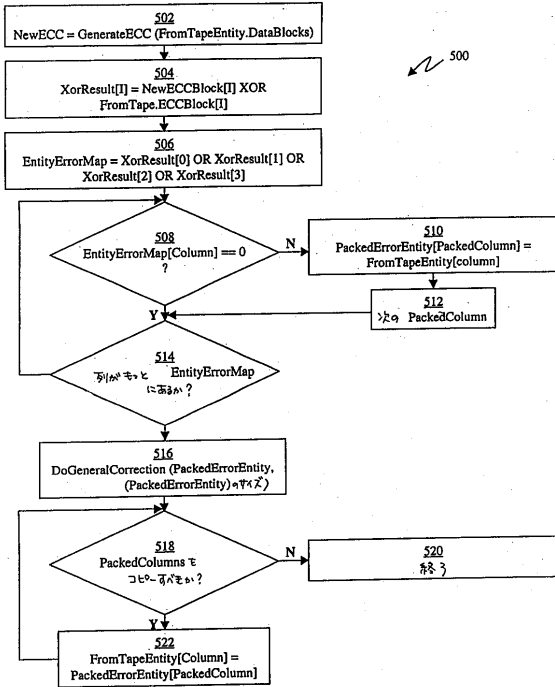 502
NewECC = GenerateECC (FromTapeEntity.DataBlocks)
500
504
XorResult[I] = NewECCBlock[I] XOR
FromTape.ECCBlock[I]
506
EntityErrorMap = XorResult[0] OR XorResult[1] OR
XorResult[2] OR XorResult[3]
508
EntityErrorMap[Column] == 0
?
N
510
PackedErrorEntity[PackedColumn] =
FromTapeEntity[column]
512
次の PackedColumn
Y
514
列がもっと EntityErrorMap
にあるか?
516
DoGeneralCorrection (PackedErrorEntity,
(PackedErrorEntity)のサイズ)
518
PackedColumns を
コピーすべきか?
N
520
終了
Y
522
FromTapeEntity[Column] =
PackedErrorEntity[PackedColumn]